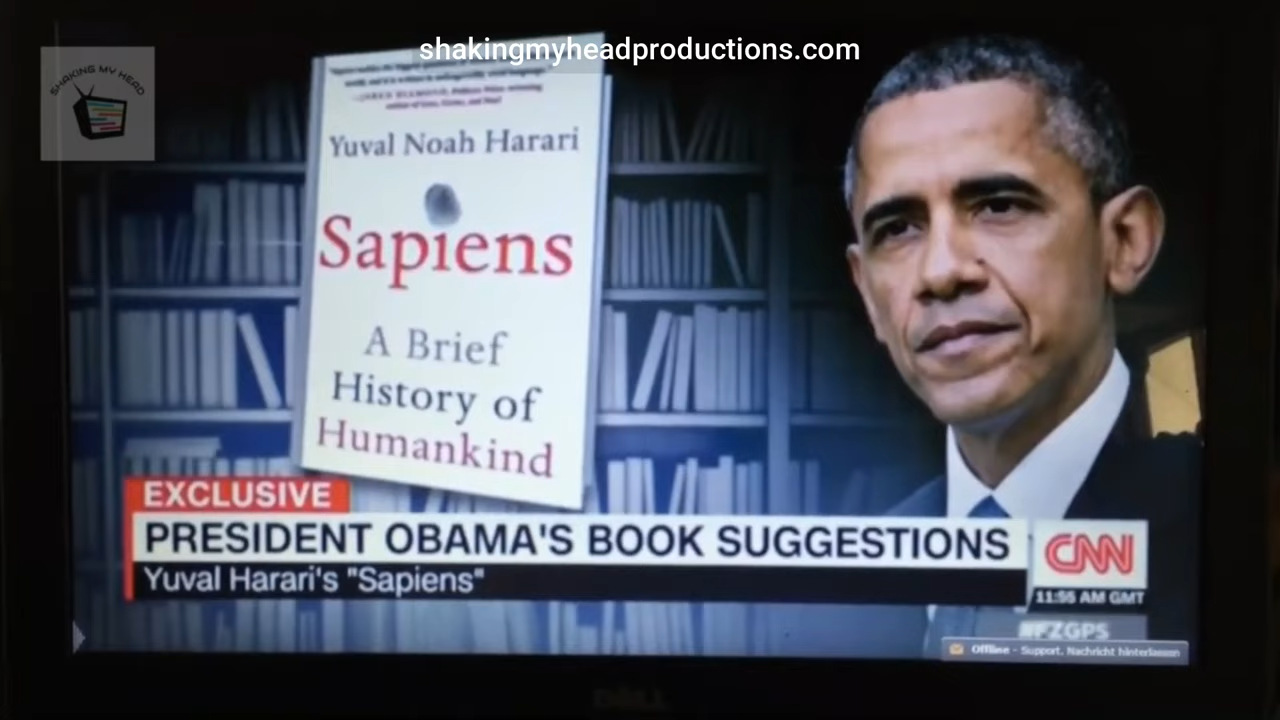 shakingmyheadproductions.com
SHAKING MY HEAD
Yuval Noah Harari
Sapiens
A Brief
History of
Humankind
EXCLUSIVE
PRESIDENT OBAMA'S BOOK SUGGESTIONS
Yuval Harari's "Sapiens"
CNN
11:55 AM GMT
#FZGPS
Offline - Support. Nachricht hinterlassen
DELL